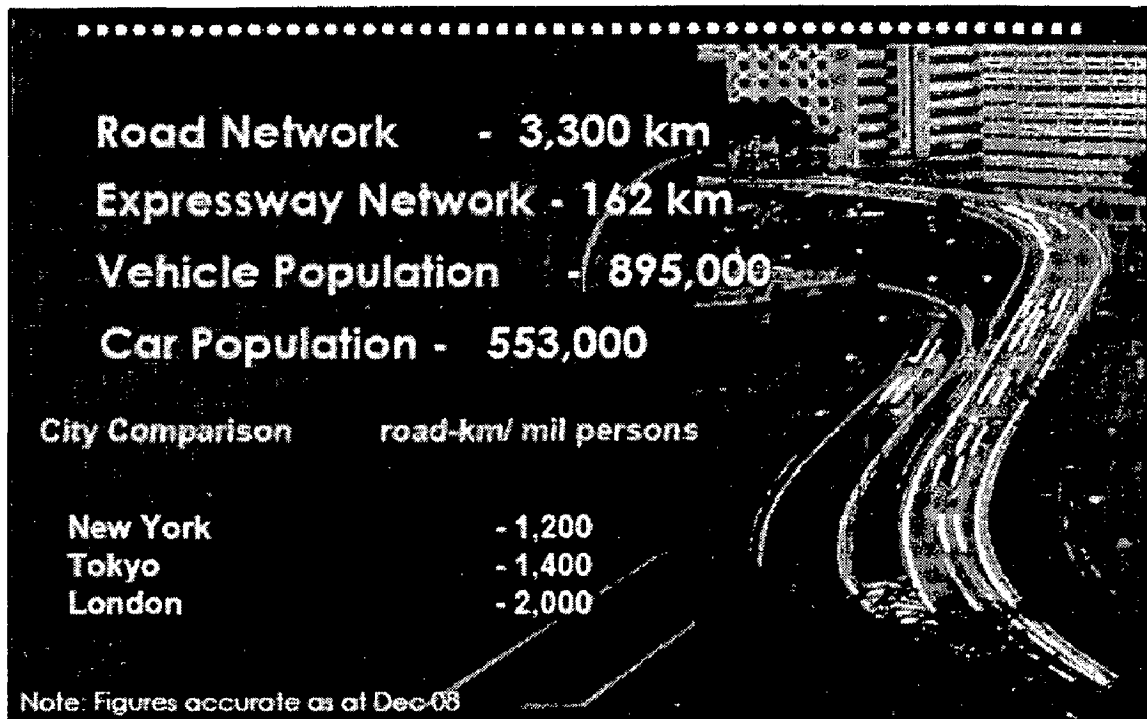 Road Network - 3,300 km
Expressway Network - 162 km
Vehicle Population - 895,000
Car Population - 553,000
City Comparison road-km/ mil persons
New York - 1,200
Tokyo - 1,400
London - 2,000
Note: Figures accurate as at Dec-08